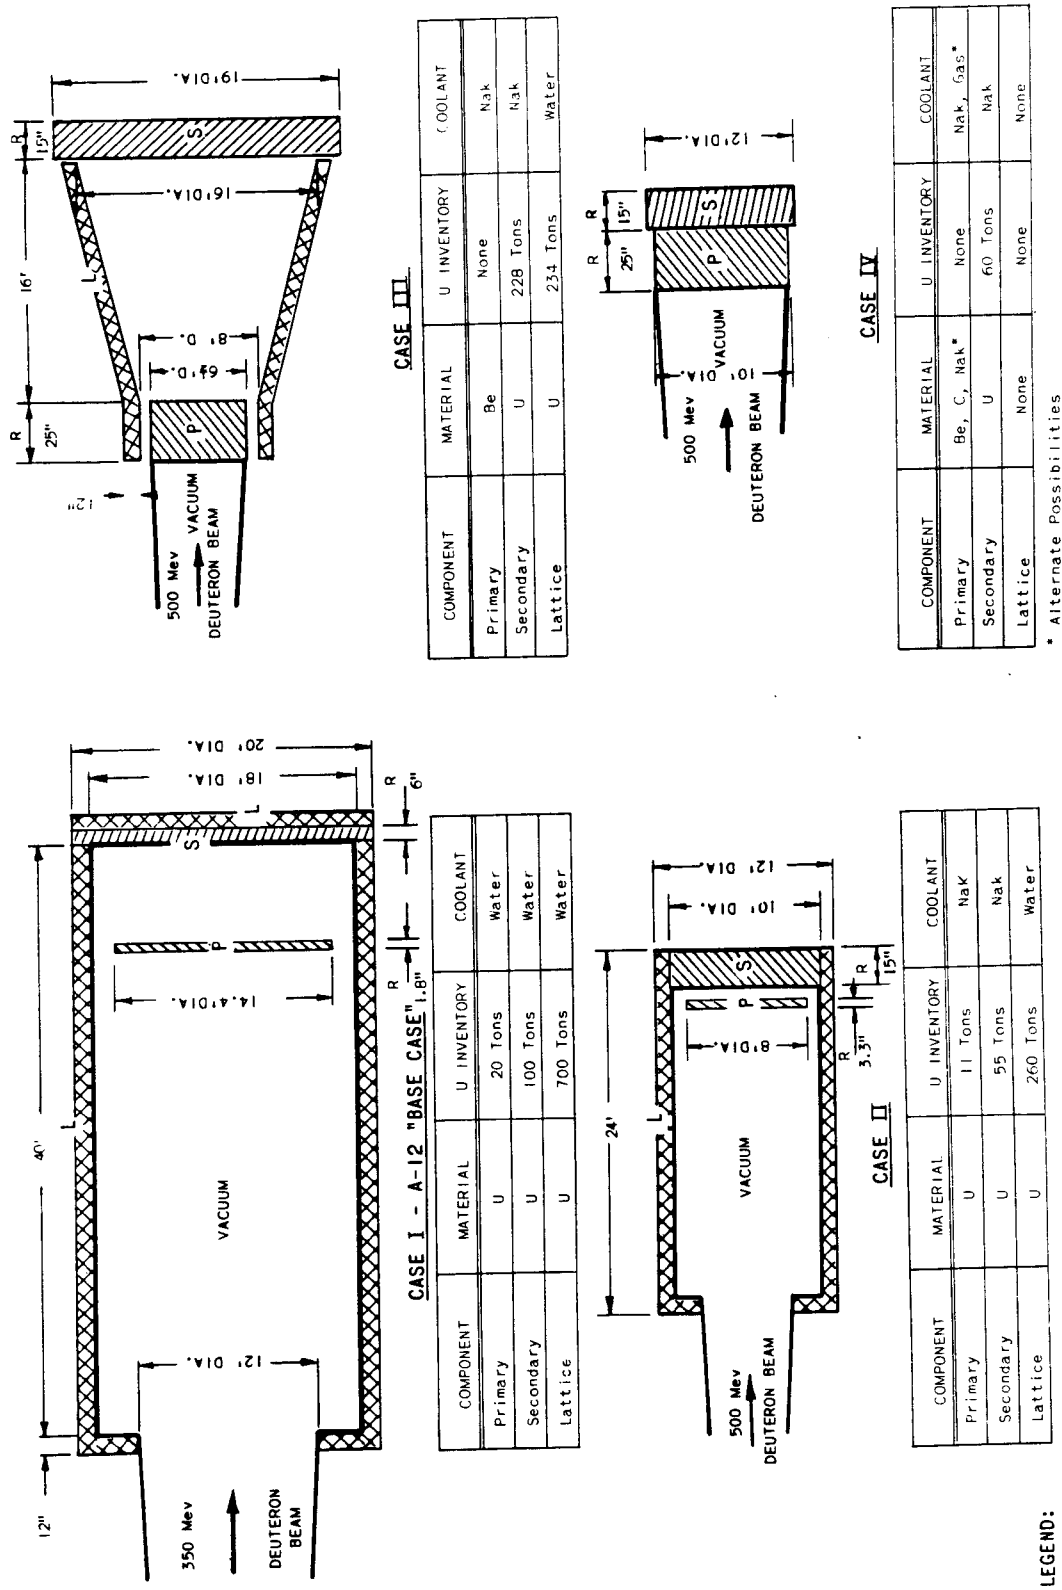 12"
40'
L
350 Mev
DEUTERON
BEAM
12' DIA.
VACUUM
14.4' DIA.
P
S
L
18' DIA.
20' DIA.
R
1.8"
R
6"
CASE I - A-12 "BASE CASE"
COMPONENT MATERIAL U INVENTORY COOLANT
Primary U 20 Tons Water
Secondary U 100 Tons Water
Lattice U 700 Tons Water
R
25"
16'
R
15"
12"
L
500 Mev
VACUUM
DEUTERON BEAM
P
6½' D.
8' D.
16' DIA.
S
19' DIA.
CASE III
COMPONENT MATERIAL U INVENTORY COOLANT
Primary Be None Nak
Secondary U 228 Tons Nak
Lattice U 234 Tons Water
24'
L
500 Mev
DEUTERON BEAM
VACUUM
8' DIA.
P
S
10' DIA.
12' DIA.
R
3.3"
R
15"
CASE II
COMPONENT MATERIAL U INVENTORY COOLANT
Primary U 11 Tons NaK
Secondary U 55 Tons Nak
Lattice U 260 Tons Water
R
25"
R
15"
500 Mev
DEUTERON BEAM
VACUUM
10' DIA.
P
S
12' DIA.
CASE IV
COMPONENT MATERIAL U INVENTORY COOLANT
Primary Be, C, Nak* None Nak, Gas*
Secondary U 60 Tons Nak
Lattice None None None
* Alternate Possibilities
LEGEND: